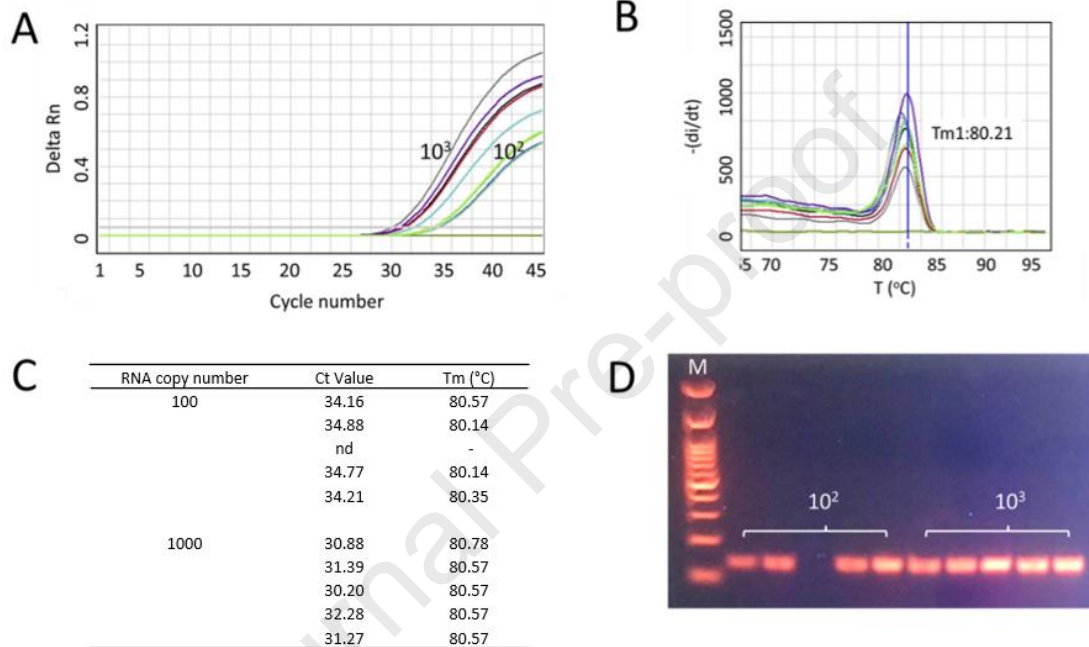 A
1.2
0.8
0.4
0
Delta Rn
10³
10²
1 5 10 15 20 25 30 35 40 45
Cycle number
B
1500
1000
500
0
-(di/dt)
Tm1:80.21
65 70 75 80 85 90 95
T (°C)
C
RNA copy number Ct Value Tm (°C)
100 34.16 80.57
34.88 80.14
nd -
34.77 80.14
34.21 80.35
1000 30.88 80.78
31.39 80.57
30.20 80.57
32.28 80.57
31.27 80.57
D
M
10²
10³
rnal Pre-proof